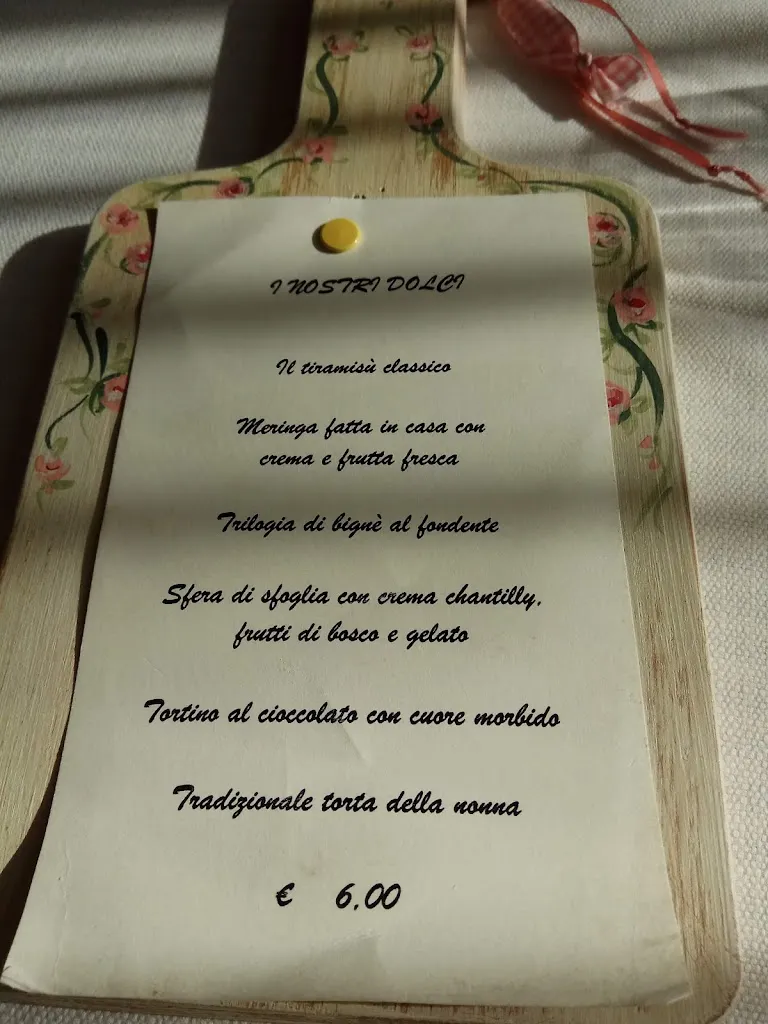 I NOSTRI DOLCI
Il tiramisù classico
Meringa fatta in casa con
crema e frutta fresca
Trilogia di bignè al fondente
Sfera di sfoglia con crema chantilly,
frutti di bosco e gelato
Tortino al cioccolato con cuore morbido
Tradizionale torta della nonna
€ 6,00